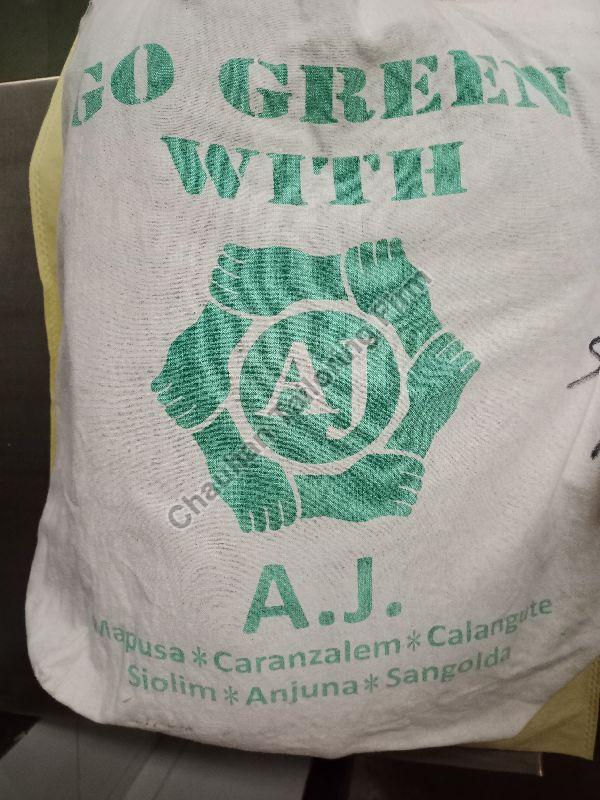 GO GREEN
WITH
AJ
A.J.
Mapusa * Caranzalem * Calangute
Siolim * Anjuna * Sangolda